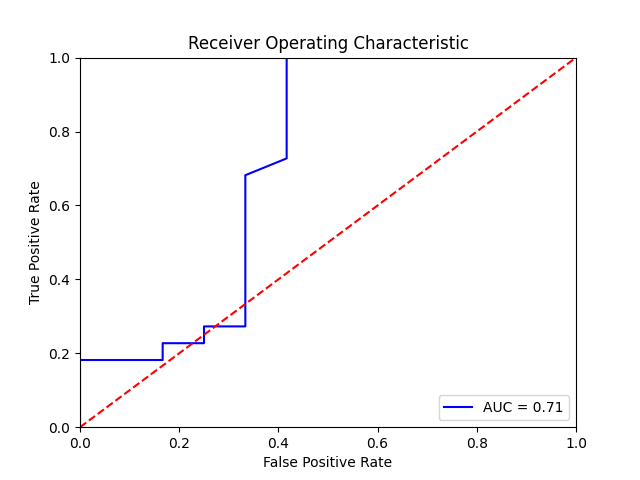 Receiver Operating Characteristic
True Positive Rate
1.0
0.8
0.6
0.4
0.2
0.0
AUC = 0.71
0.0 0.2 0.4 0.6 0.8 1.0
False Positive Rate